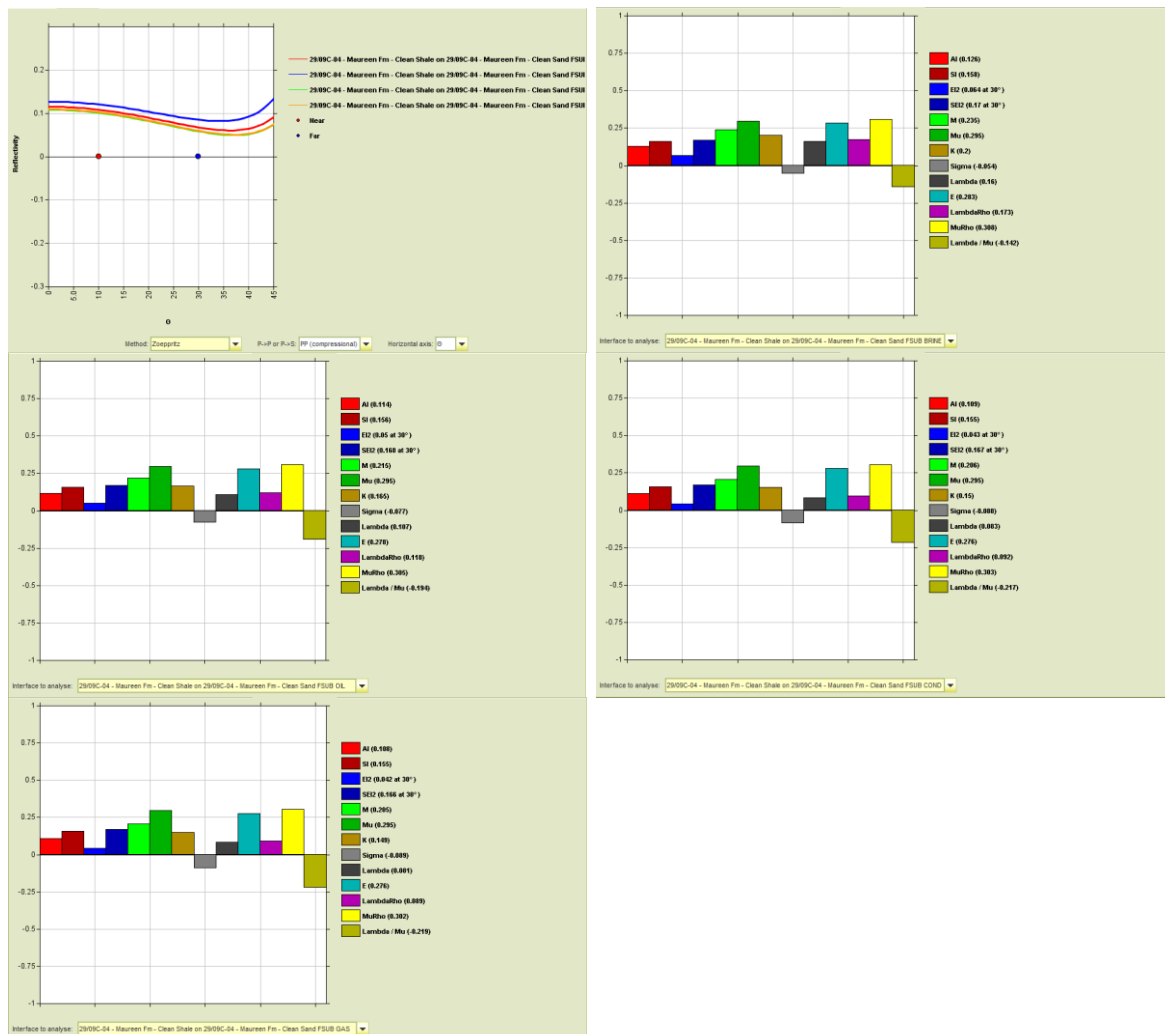 0.2
0.1
0
-0.1
-0.2
-0.3
Reflectivity
0
5.0
10
15
20
25
30
35
40
45
θ
29/09C-04 - Maureen Fm - Clean Shale on 29/09C-04 - Maureen Fm - Clean Sand FSUB
29/09C-04 - Maureen Fm - Clean Shale on 29/09C-04 - Maureen Fm - Clean Sand FSUB
29/09C-04 - Maureen Fm - Clean Shale on 29/09C-04 - Maureen Fm - Clean Sand FSUB
29/09C-04 - Maureen Fm - Clean Shale on 29/09C-04 - Maureen Fm - Clean Sand FSUB
Near
Far
Method: Zoeppritz P->P or P->S: PP (compressional) Horizontal axis: θ
1
0.75
0.5
0.25
0
-0.25
-0.5
-0.75
-1
AI (0.126)
SI (0.158)
EI2 (0.064 at 30°)
SEI2 (0.17 at 30°)
M (0.235)
Mu (0.295)
K (0.2)
Sigma (-0.054)
Lambda (0.16)
E (0.283)
LambdaRho (0.173)
MuRho (0.308)
Lambda / Mu (-0.142)
Interface to analyse: 29/09C-04 - Maureen Fm - Clean Shale on 29/09C-04 - Maureen Fm - Clean Sand FSUB BRINE
1
0.75
0.5
0.25
0
-0.25
-0.5
-0.75
-1
AI (0.114)
SI (0.156)
EI2 (0.05 at 30°)
SEI2 (0.168 at 30°)
M (0.215)
Mu (0.295)
K (0.165)
Sigma (-0.077)
Lambda (0.107)
E (0.278)
LambdaRho (0.118)
MuRho (0.305)
Lambda / Mu (-0.194)
Interface to analyse: 29/09C-04 - Maureen Fm - Clean Shale on 29/09C-04 - Maureen Fm - Clean Sand FSUB OIL
1
0.75
0.5
0.25
0
-0.25
-0.5
-0.75
-1
AI (0.109)
SI (0.155)
EI2 (0.043 at 30°)
SEI2 (0.167 at 30°)
M (0.206)
Mu (0.295)
K (0.15)
Sigma (-0.088)
Lambda (0.083)
E (0.276)
LambdaRho (0.092)
MuRho (0.303)
Lambda / Mu (-0.217)
Interface to analyse: 29/09C-04 - Maureen Fm - Clean Shale on 29/09C-04 - Maureen Fm - Clean Sand FSUB COND
1
0.75
0.5
0.25
0
-0.25
-0.5
-0.75
-1
AI (0.108)
SI (0.155)
EI2 (0.042 at 30°)
SEI2 (0.166 at 30°)
M (0.205)
Mu (0.295)
K (0.149)
Sigma (-0.089)
Lambda (0.081)
E (0.276)
LambdaRho (0.089)
MuRho (0.302)
Lambda / Mu (-0.219)
Interface to analyse: 29/09C-04 - Maureen Fm - Clean Shale on 29/09C-04 - Maureen Fm - Clean Sand FSUB GAS